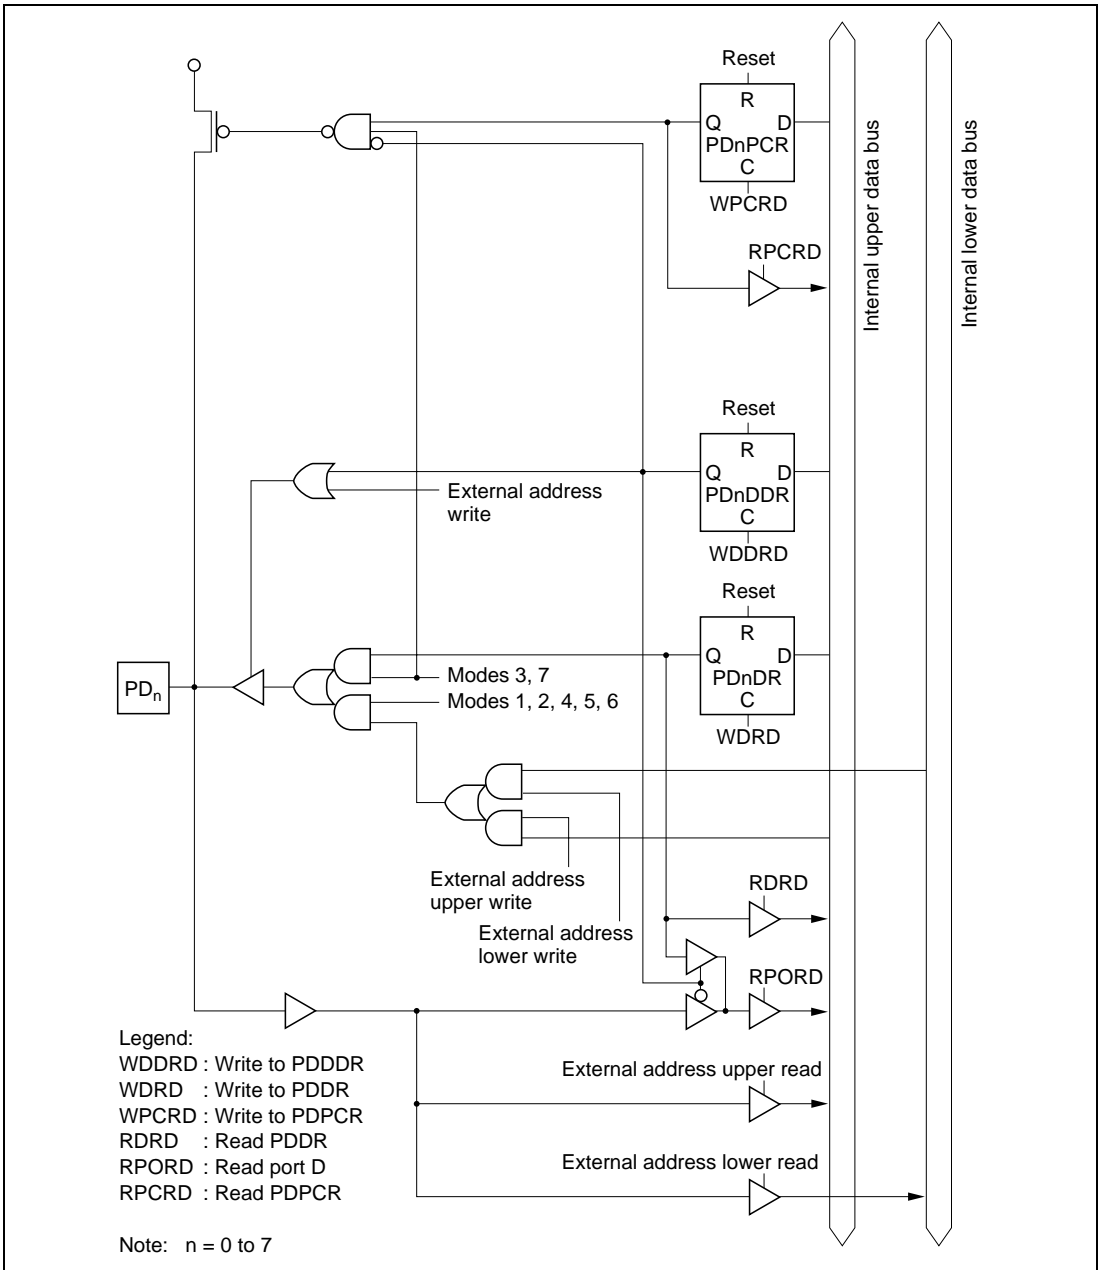 Reset
R
Q D
PDnPCR
C
WPCRD
RPCRD
Internal upper data bus
Internal lower data bus
Reset
R
Q D
PDnDDR
C
WDDRD
External address
write
Reset
R
Q D
PDnDR
C
WDRD
PDn
Modes 3, 7
Modes 1, 2, 4, 5, 6
External address
upper write
External address
lower write
RDRD
RPORD
External address upper read
External address lower read
Legend:
WDDRD : Write to PDDDR
WDRD : Write to PDDR
WPCRD : Write to PDPCR
RDRD : Read PDDR
RPORD : Read port D
RPCRD : Read PDPCR
Note: n = 0 to 7